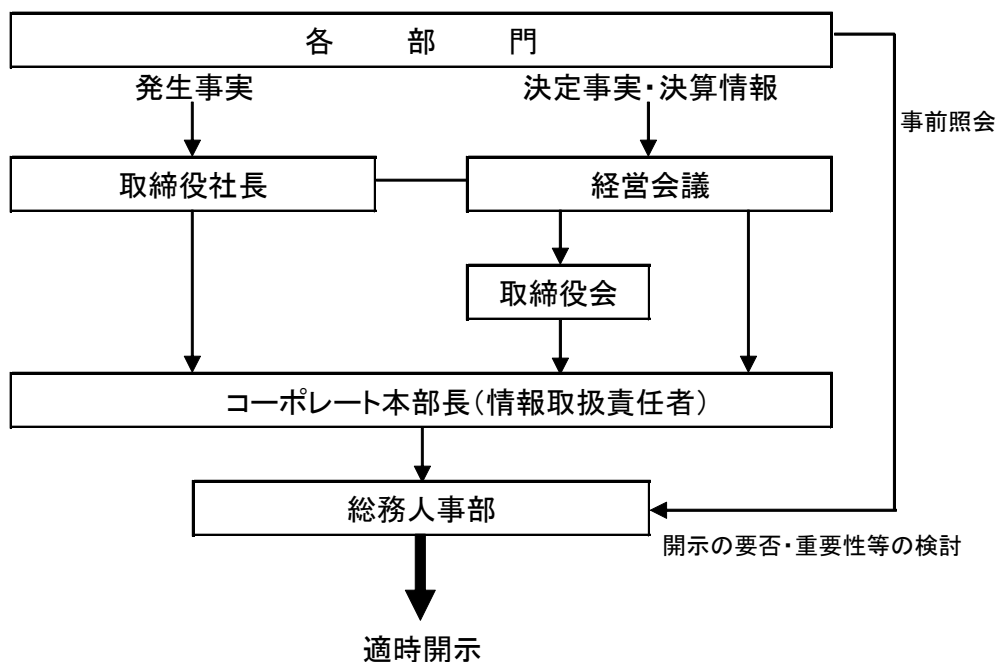 各 部 門
発生事実
決定事実・決算情報
事前照会
取締役社長
経営会議
取締役会
コーポレート本部長(情報取扱責任者)
総務人事部
開示の要否・重要性等の検討
適時開示